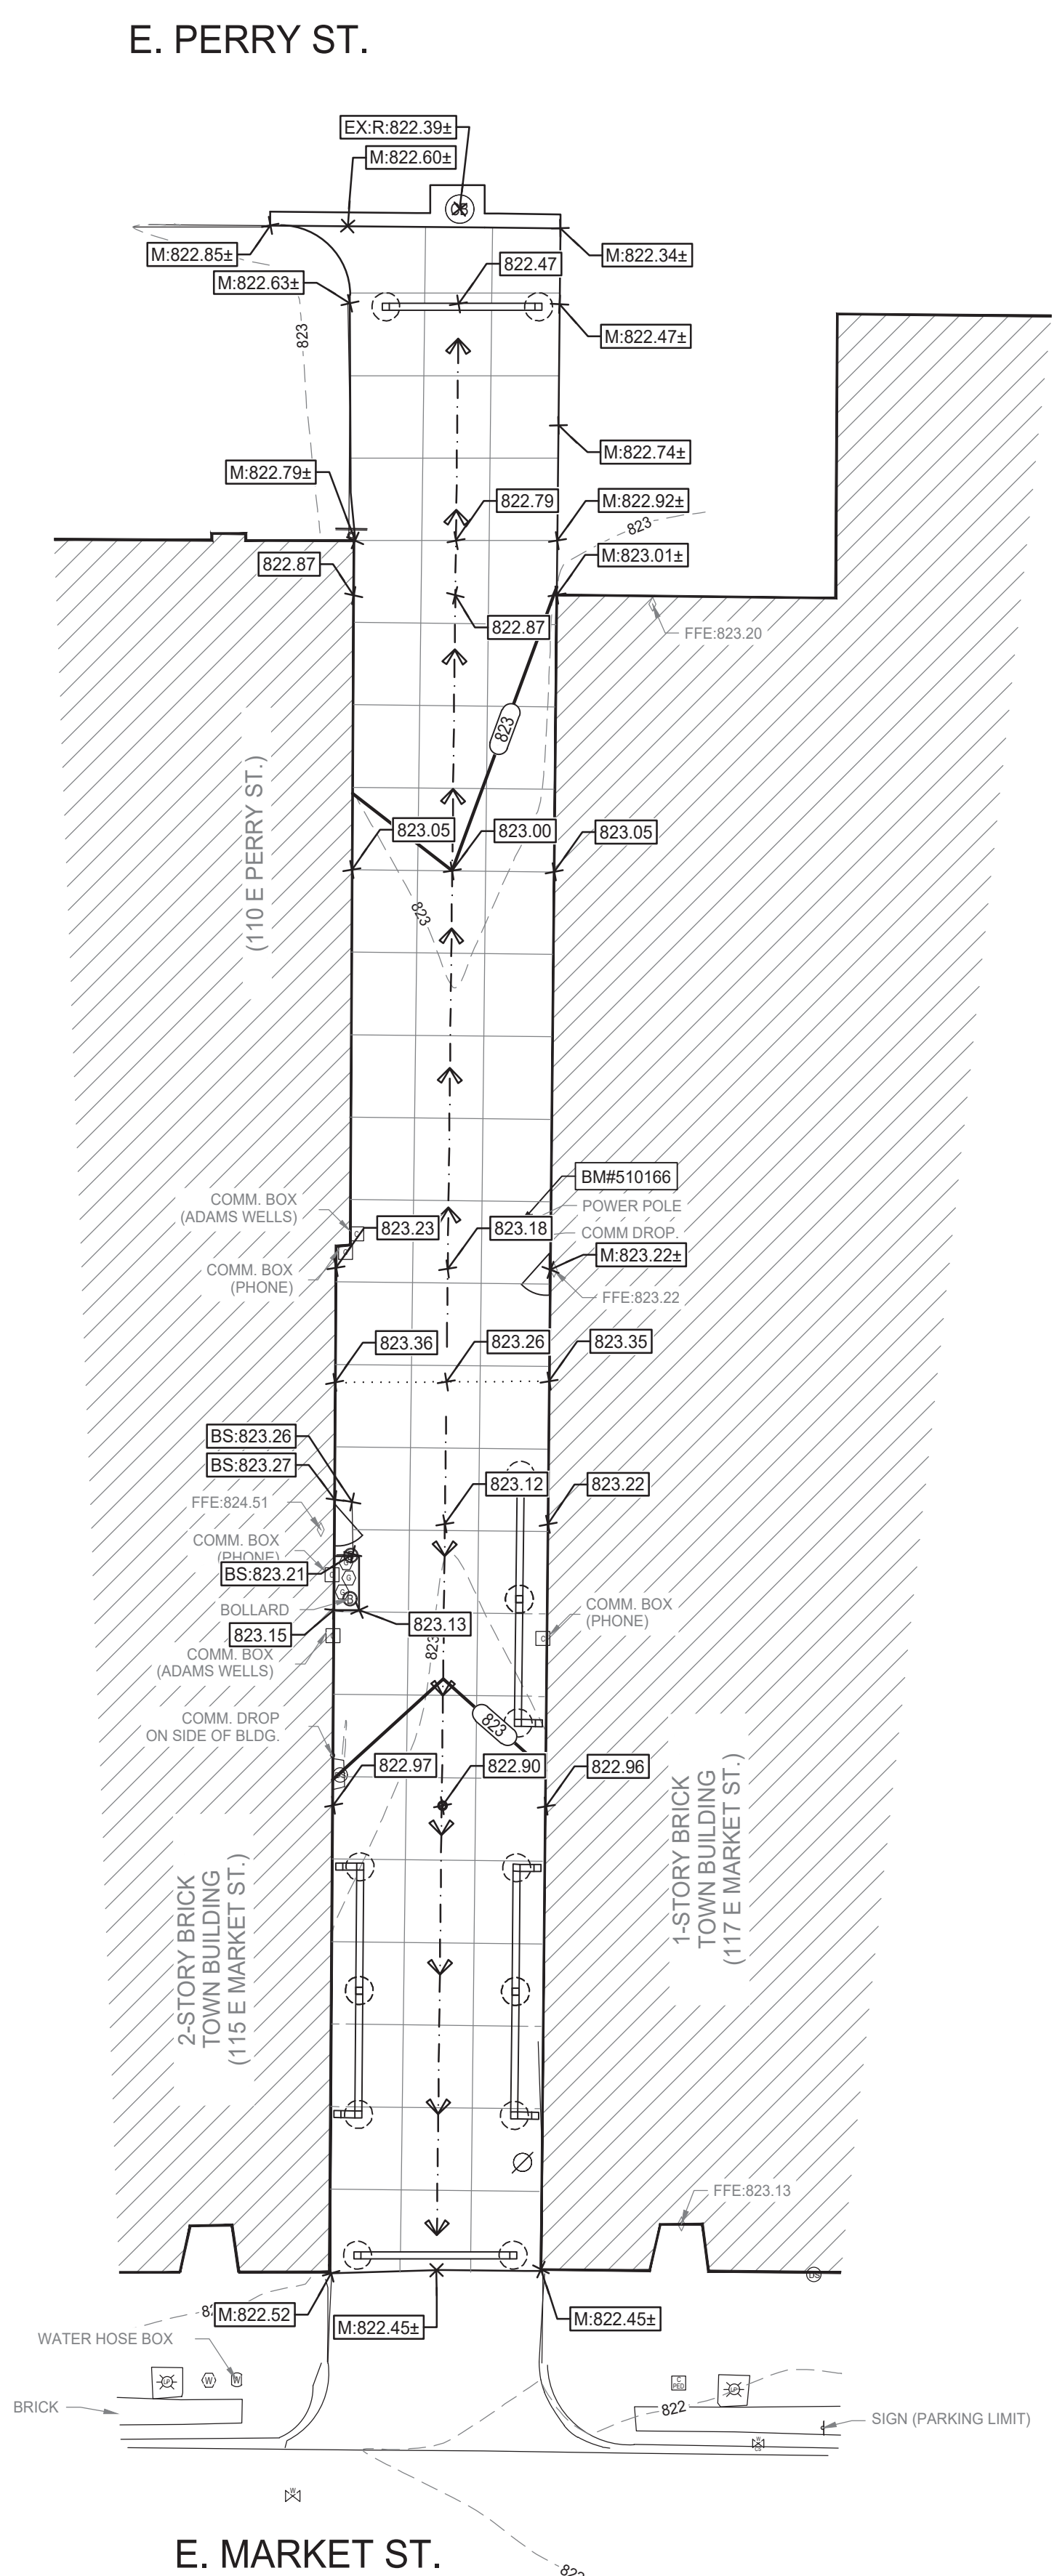 E. PERRY ST.
EX:R:822.39±
M:822.60±
M:822.85±
M:822.34±
822.47
M:822.63±
823
M:822.47±
M:822.74±
M:822.79±
822.79
M:822.92±
823
M:823.01±
822.87
822.87
FFE:823.20
823
(110 E PERRY ST.)
823.05
823.00
823.05
823
BM#510166
COMM. BOX
(ADAMS WELLS)
POWER POLE
823.23
823.18
COMM DROP.
M:823.22±
COMM. BOX
(PHONE)
FFE:823.22
823.36
823.26
823.35
BS:823.26
BS:823.27
823.12
823.22
FFE:824.51
COMM. BOX
(PHONE)
BS:823.21
BOLLARD
COMM. BOX
(PHONE)
823.13
823.15
823
COMM. BOX
(ADAMS WELLS)
COMM. DROP
ON SIDE OF BLDG.
823
822.97
822.90
822.96
2-STORY BRICK
TOWN BUILDING
(115 E MARKET ST.)
1-STORY BRICK
TOWN BUILDING
(117 E MARKET ST.)
FFE:823.13
DS
M:822.52
M:822.45±
M:822.45±
WATER HOSE BOX
LP
W
W
C
PED
LP
BRICK
822
SIGN (PARKING LIMIT)
W
E. MARKET ST.
822